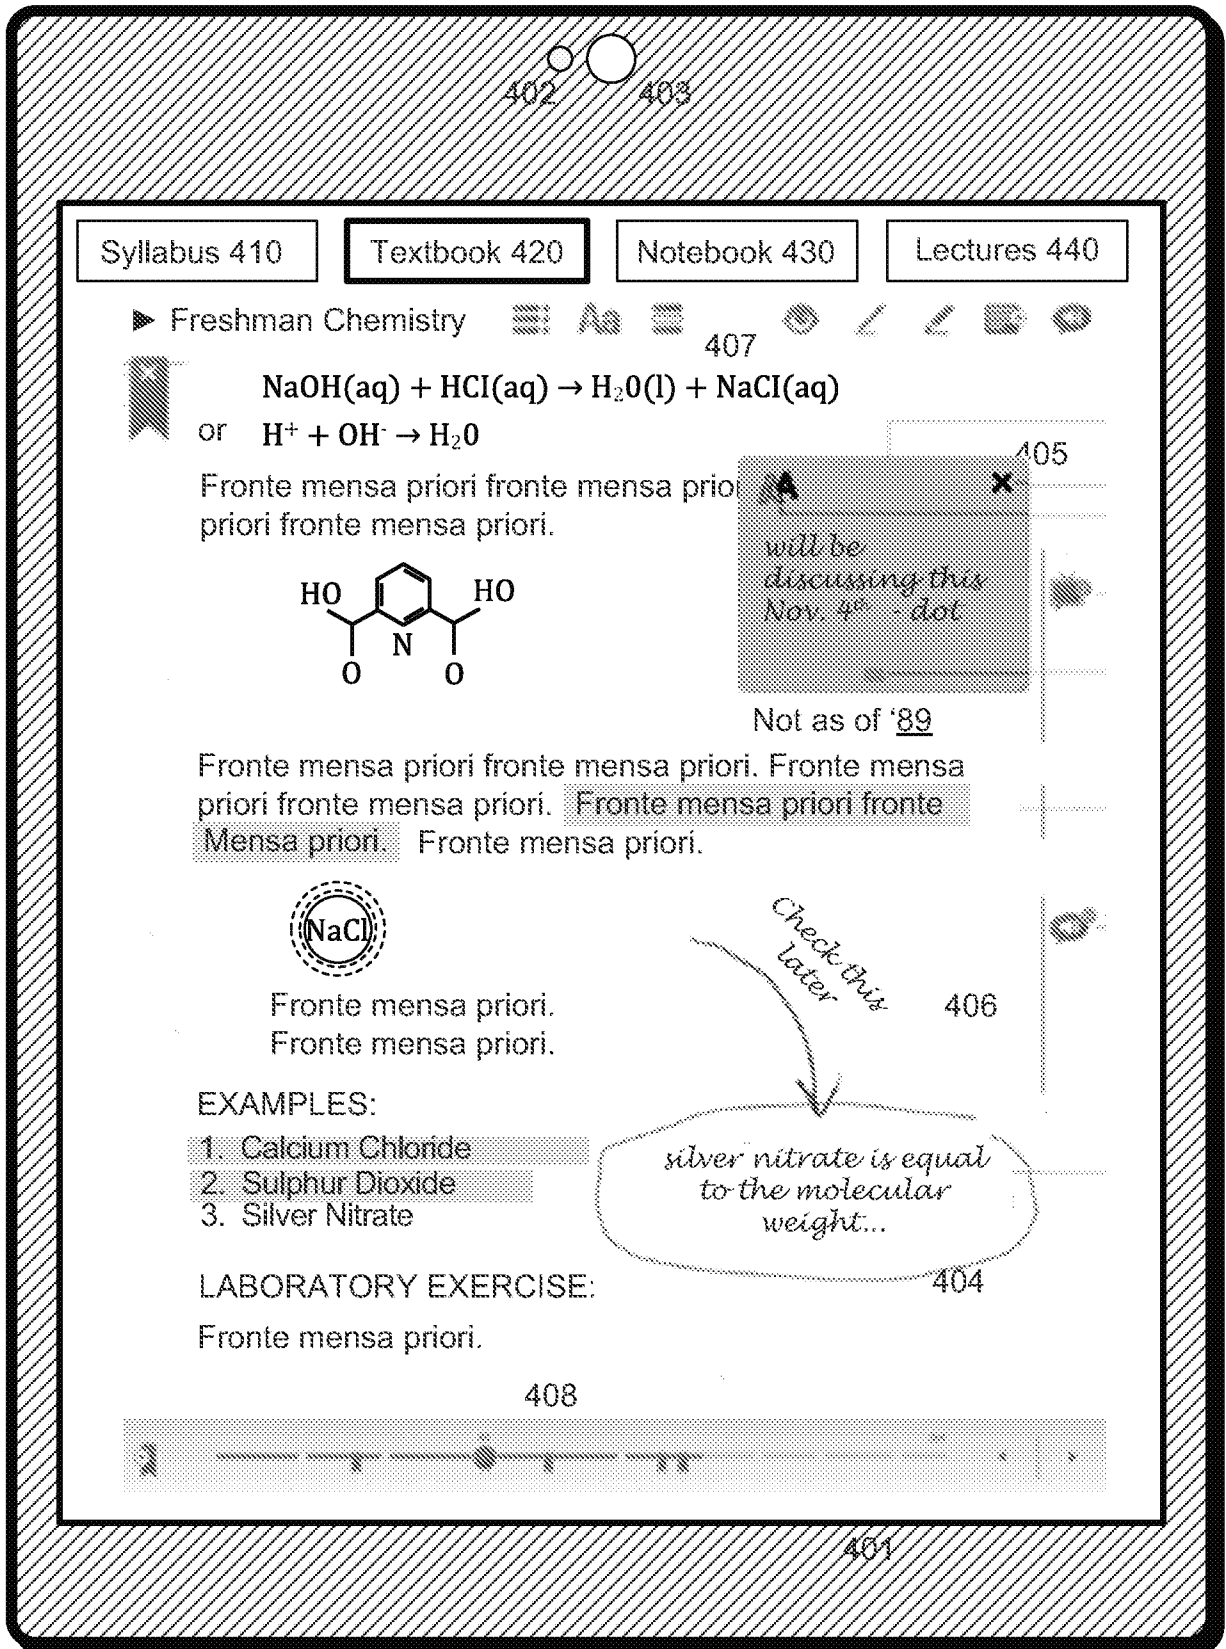 402 403
Syllabus 410 Textbook 420 Notebook 430 Lectures 440
Freshman Chemistry Aa
407
NaOH(aq) + HCI(aq) → H₂0(l) + NaCI(aq)
or H⁺ + OH⁻ → H₂0
405
Fronte mensa priori fronte mensa prio
priori fronte mensa priori.
A ×
will be
discussing this
Nov. 4th - dot
HO HO
N
O O
Not as of ‘89
Fronte mensa priori fronte mensa priori. Fronte mensa
priori fronte mensa priori. Fronte mensa priori fronte
Mensa priori. Fronte mensa priori.
NaCl
Check this
later
Fronte mensa priori.
406
Fronte mensa priori.
EXAMPLES:
1. Calcium Chloride
2. Sulphur Dioxide
3. Silver Nitrate
silver nitrate is equal
to the molecular
weight...
404
LABORATORY EXERCISE:
Fronte mensa priori.
408
401